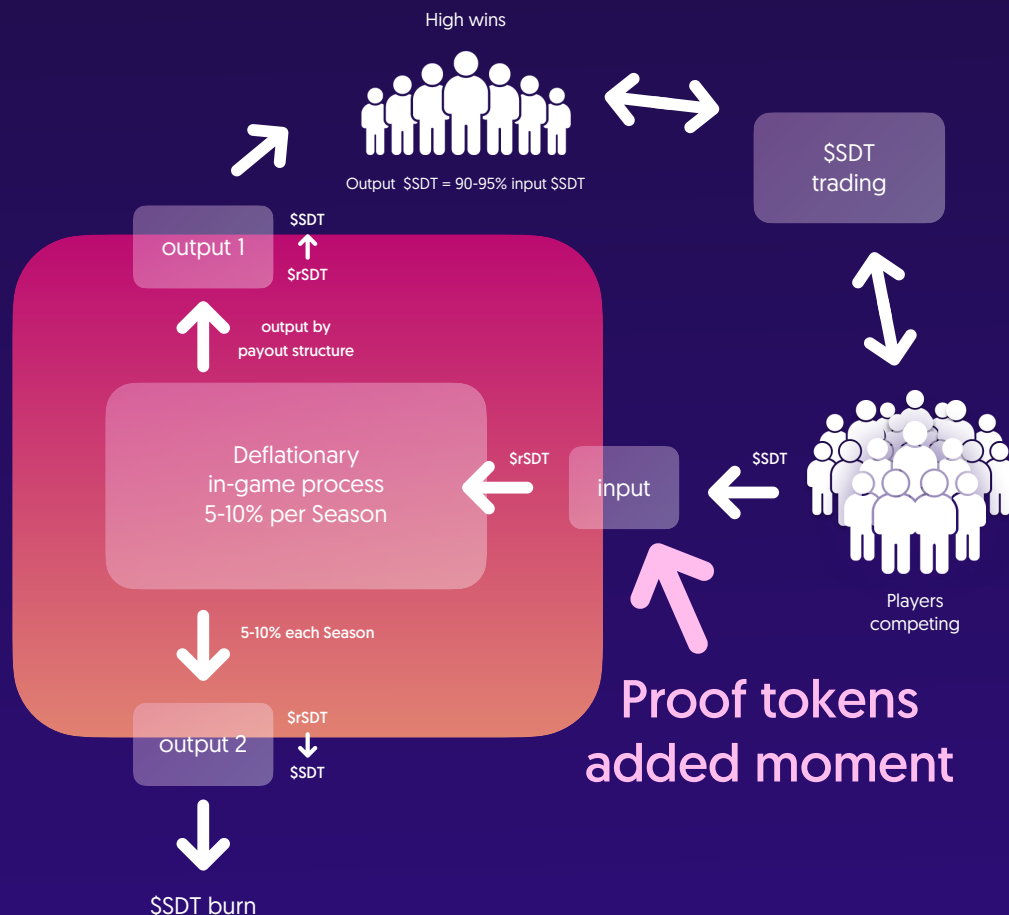 High wins
Output $SDT = 90-95% input $SDT
$SDT
trading
output 1
$SDT
$rSDT
output by
payout structure
Deflationary
in-game process
5-10% per Season
$rSDT
input
$SDT
Players
competing
5-10% each Season
Proof tokens
added moment
output 2
$rSDT
$SDT
$SDT burn